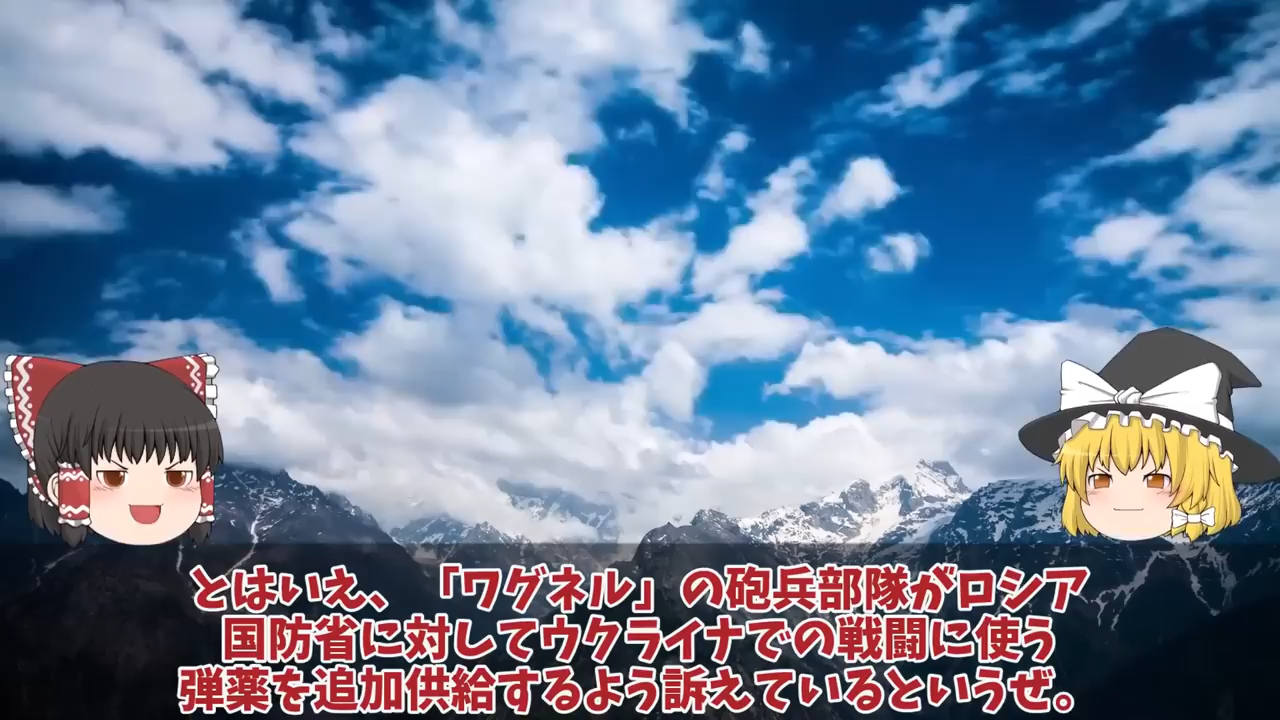 とはいえ、「ワグネル」の砲兵部隊がロシア
国防省に対してウクライナでの戦闘に使う
弾薬を追加供給するよう訴えているというぜ。